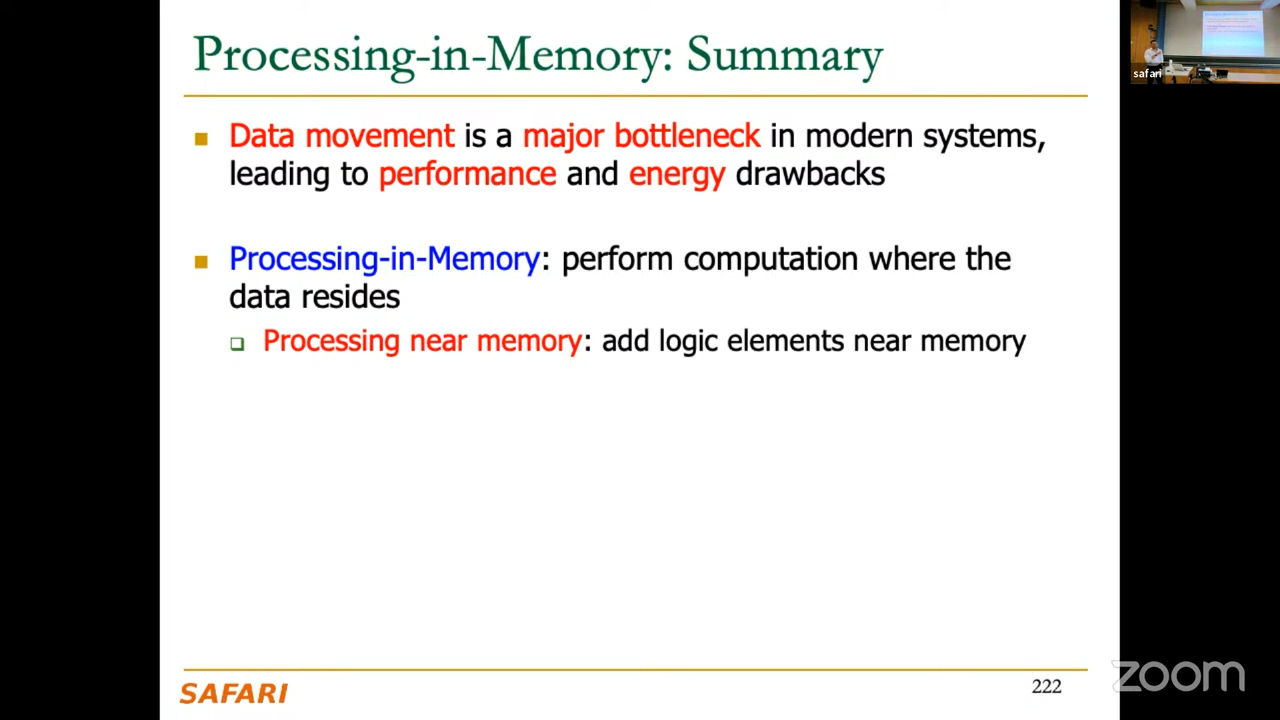 Processing-in-Memory: Summary
Data movement is a major bottleneck in modern systems,
leading to performance and energy drawbacks
Processing-in-Memory: perform computation where the
data resides
Processing near memory: add logic elements near memory
SAFARI
222
safari
zoom